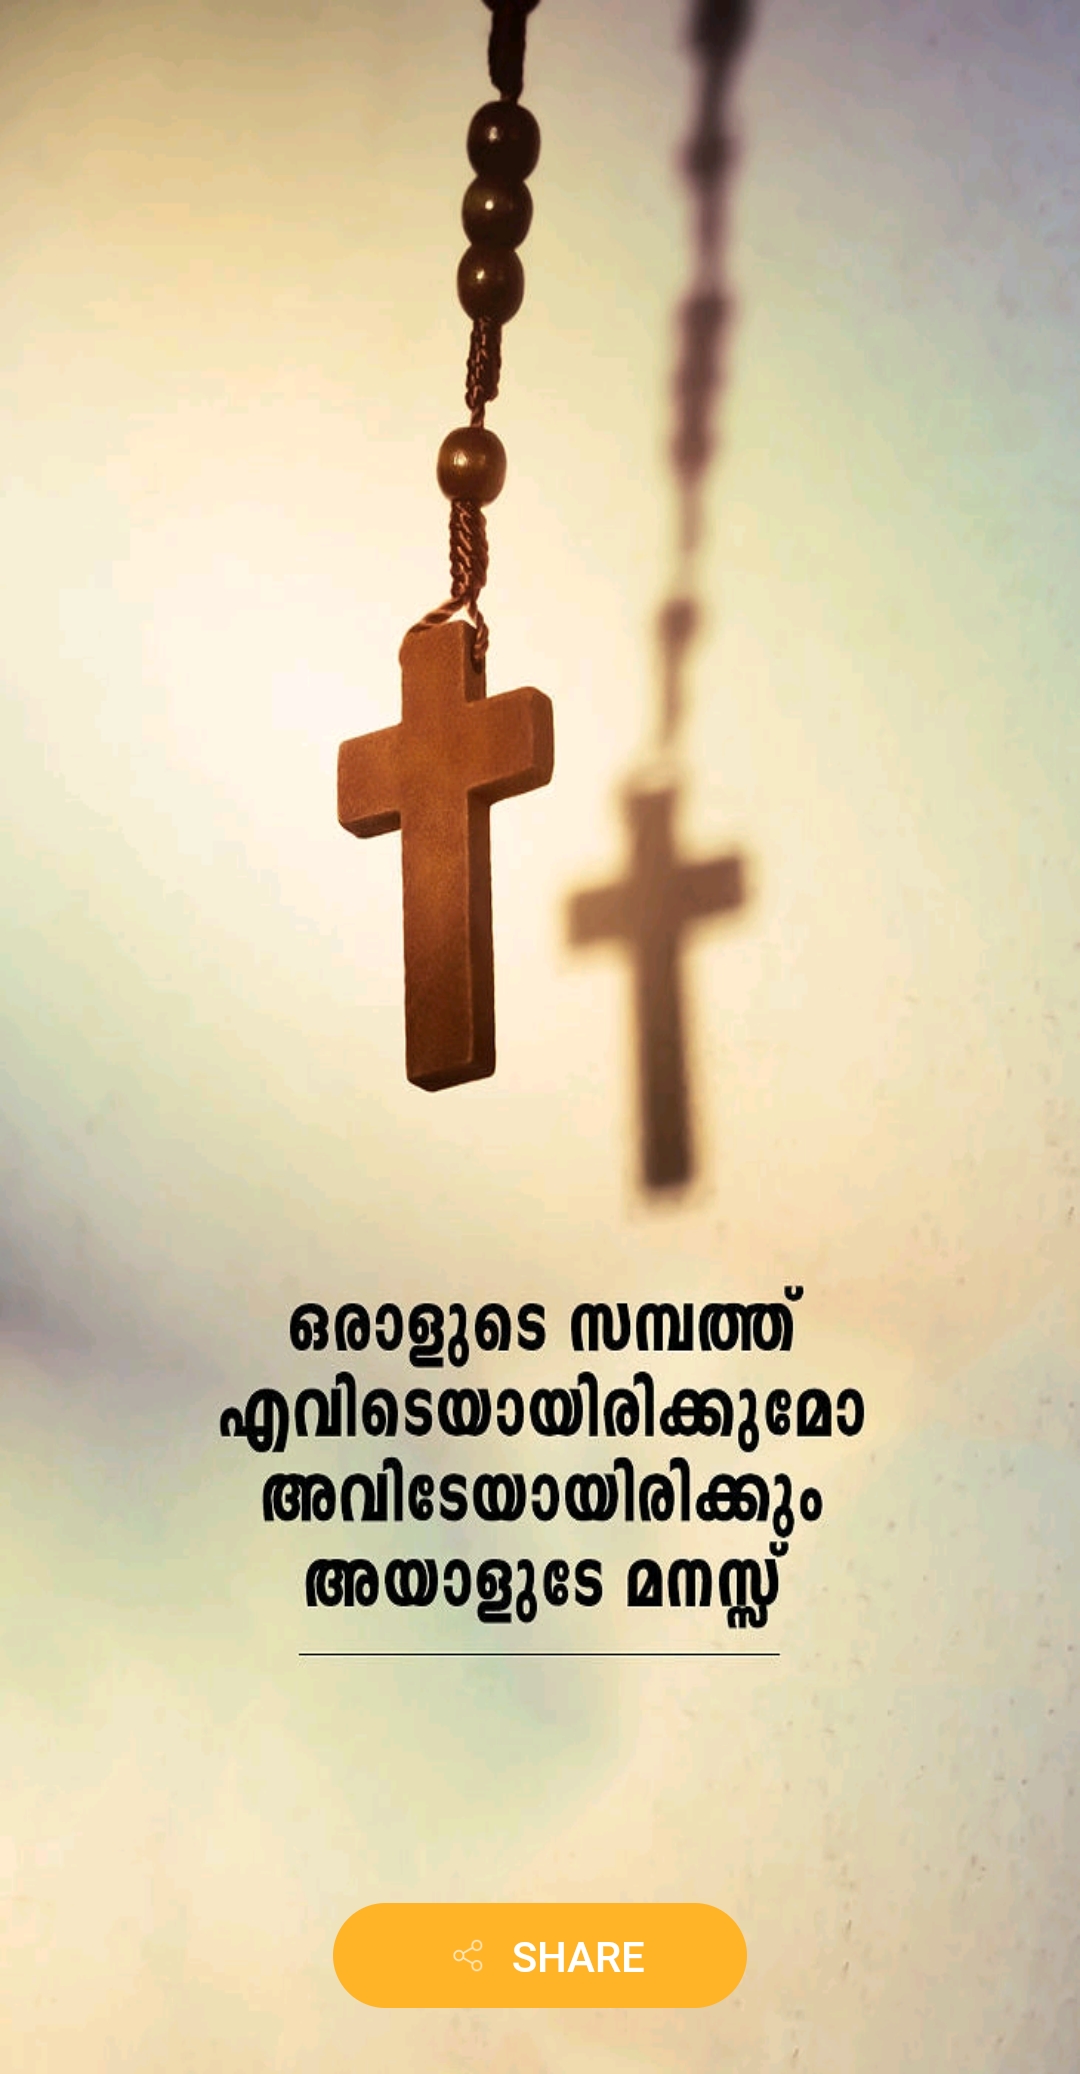 ഒരാളുടെ സമ്പത്ത്
എവിടെയായിരിക്കുമോ
അവിടേയായിരിക്കും
അയാളുടേ മനസ്സ്
SHARE